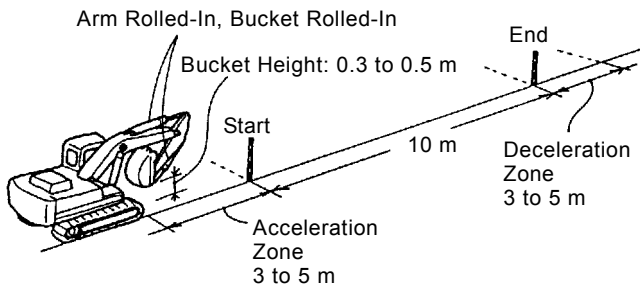 Arm Rolled-In, Bucket Rolled-In
Bucket Height: 0.3 to 0.5 m
End
Start
10 m
Deceleration
Zone
3 to 5 m
Acceleration
Zone
3 to 5 m